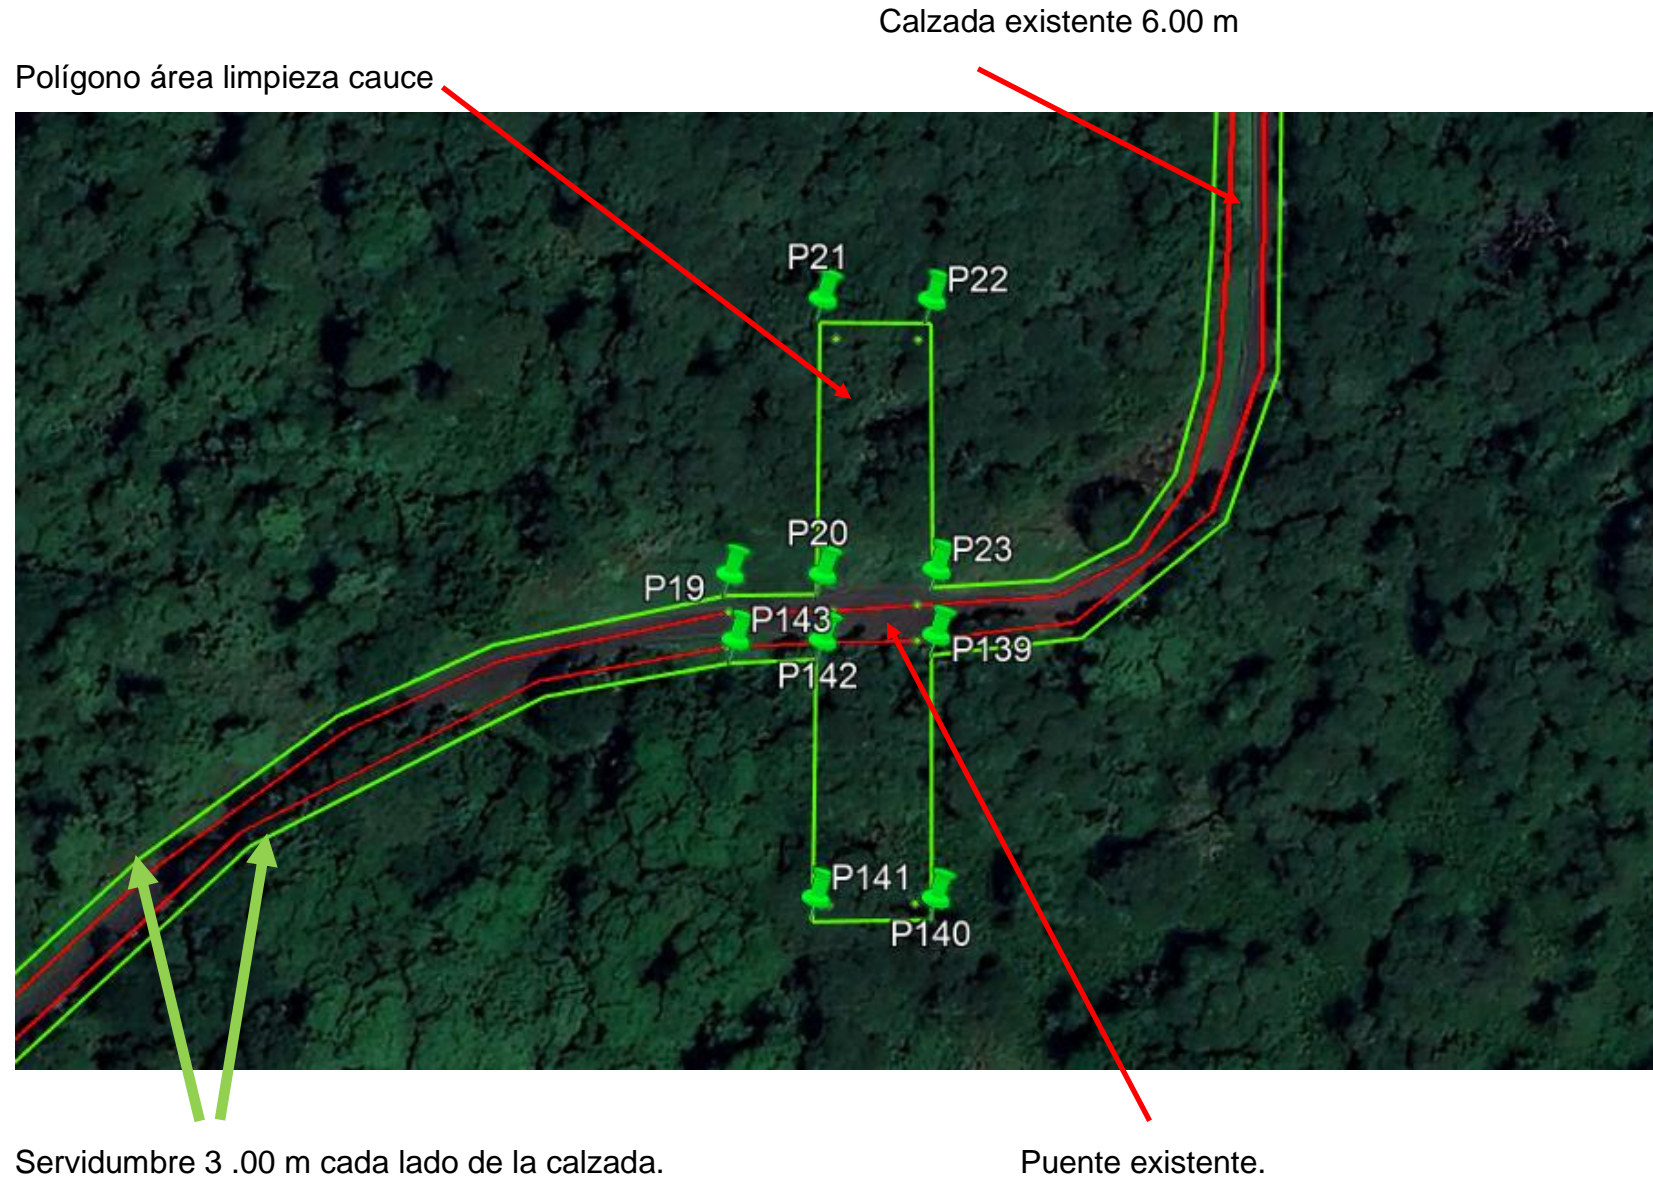 Calzada existente 6.00 m
Polígono área limpieza cauce
P21
P22
P20
P23
P19
P143
P139
P142
P141
P140
Servidumbre 3 .00 m cada lado de la calzada.
Puente existente.